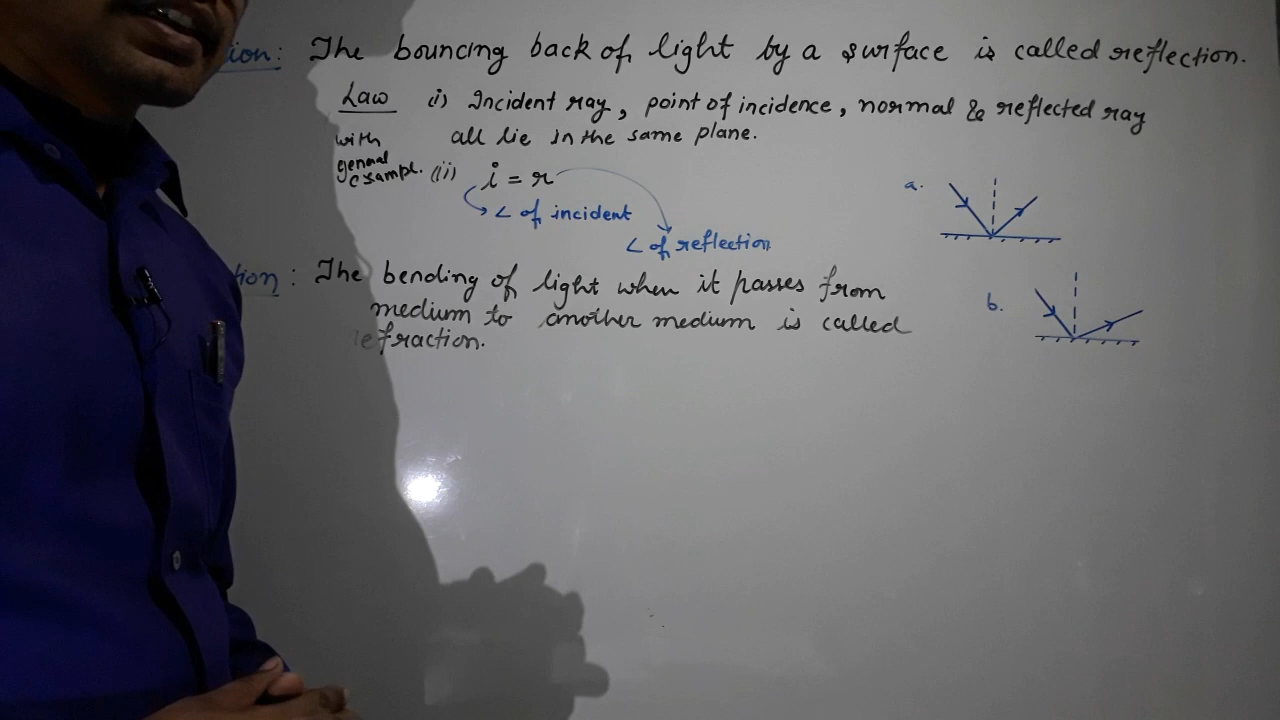 tion: The bouncing back of light by a surface is called reflection.
Law (i) Incident ray, point of incidence, normal & reflected ray
with all lie in the same plane.
general exampl. (ii) i = r
∠ of incident
∠ of reflection
a.
tion: The bending of light when it passes from
medium to another medium is called
efraction.
b.